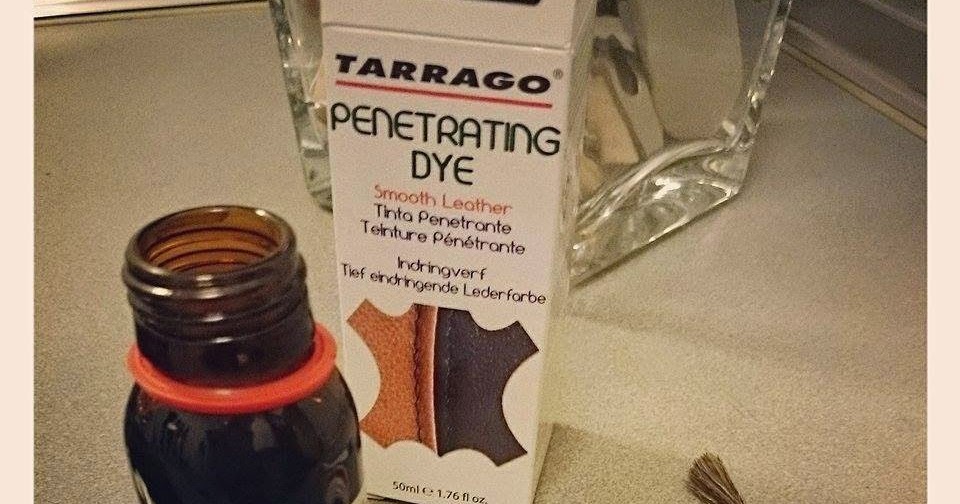 TARRAGO®
PENETRATING
DYE
Smooth Leather
Tinta Penetrante
Teinture Pénétrante
Indringverf
Tief eindringende Lederfarbe
50ml ℮ 1.76 fl oz.